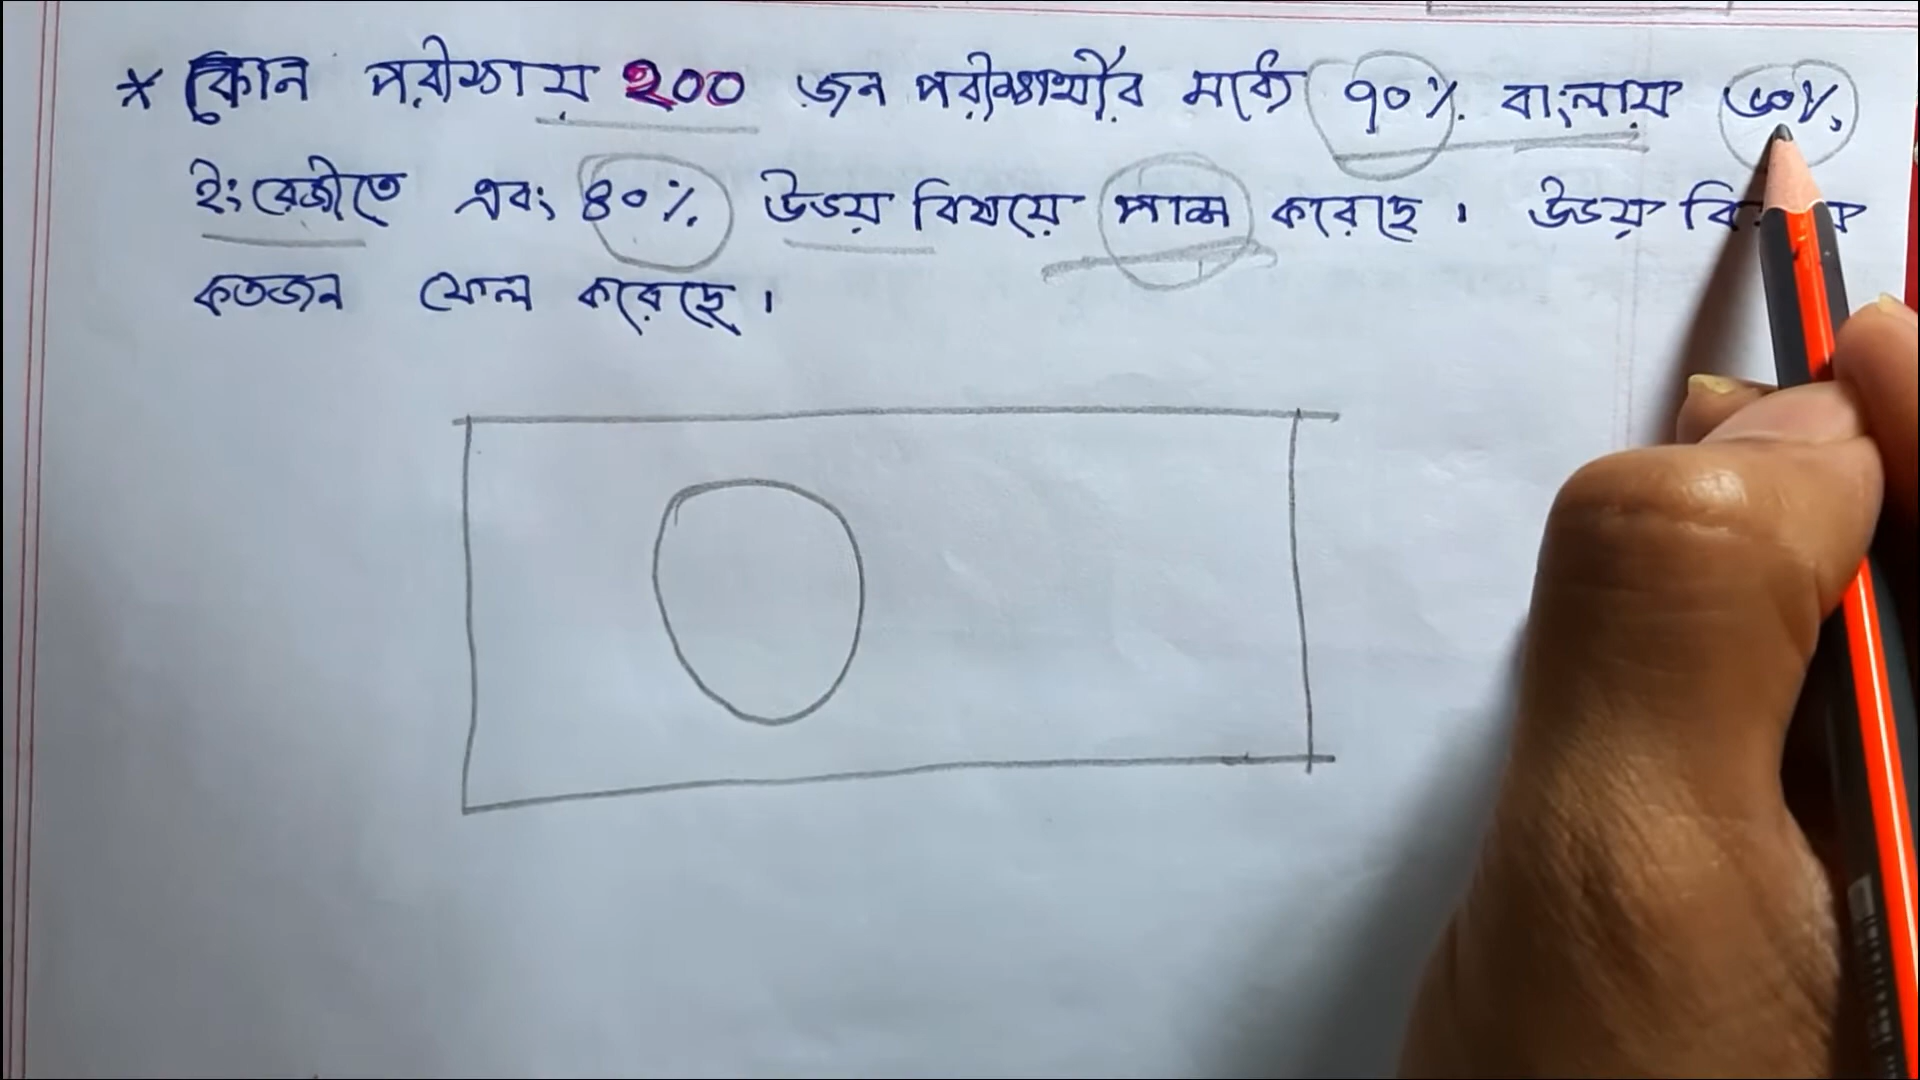 * কোন পরীক্ষায় ২০০ জন পরীক্ষার্থীর মধ্যে ৭০%. বাংলায় ৬০%,
ইংরেজীতে এবং ৪০%. উভয় বিষয়ে পাস করেছে। উভয়
কতজন ফেল করেছে।